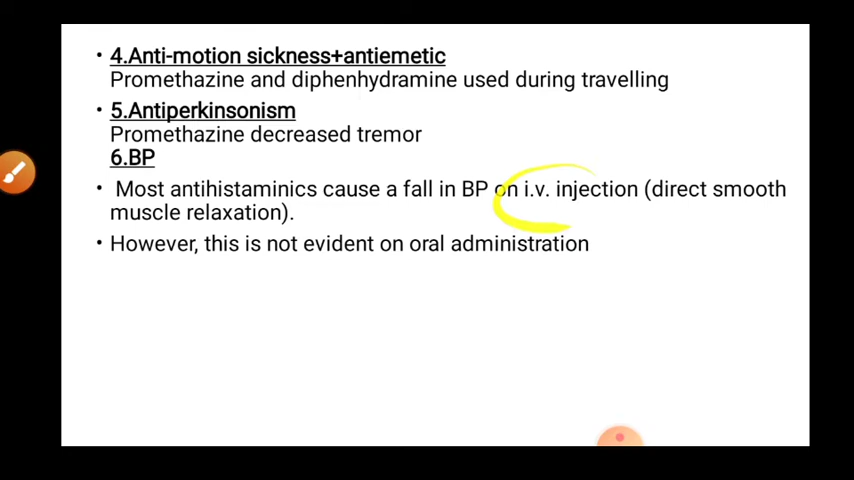 • 4.Anti-motion sickness+antiemetic
Promethazine and diphenhydramine used during travelling
• 5.Antiperkinsonism
Promethazine decreased tremor
6.BP
• Most antihistaminics cause a fall in BP on i.v. injection (direct smooth
muscle relaxation).
• However, this is not evident on oral administration